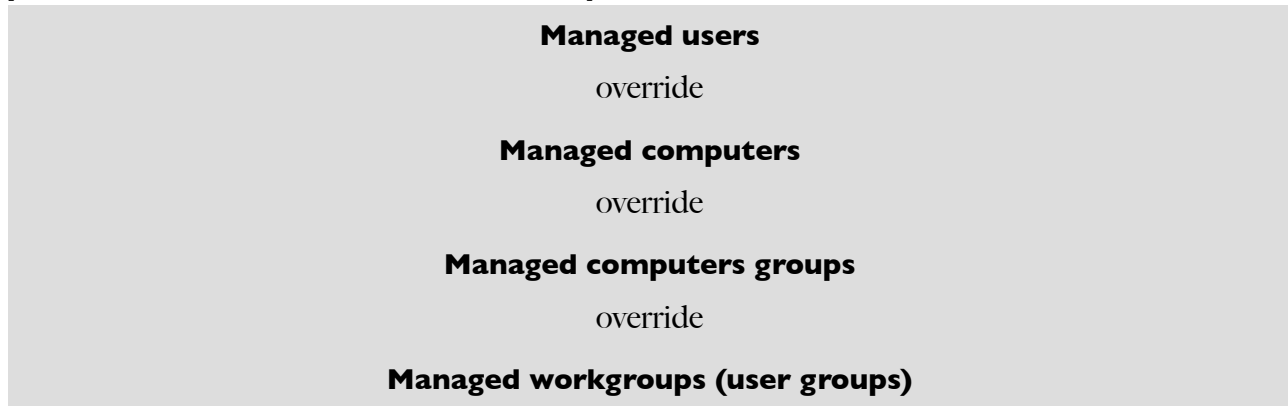 Managed users
override
Managed computers
override
Managed computers groups
override
Managed workgroups (user groups)